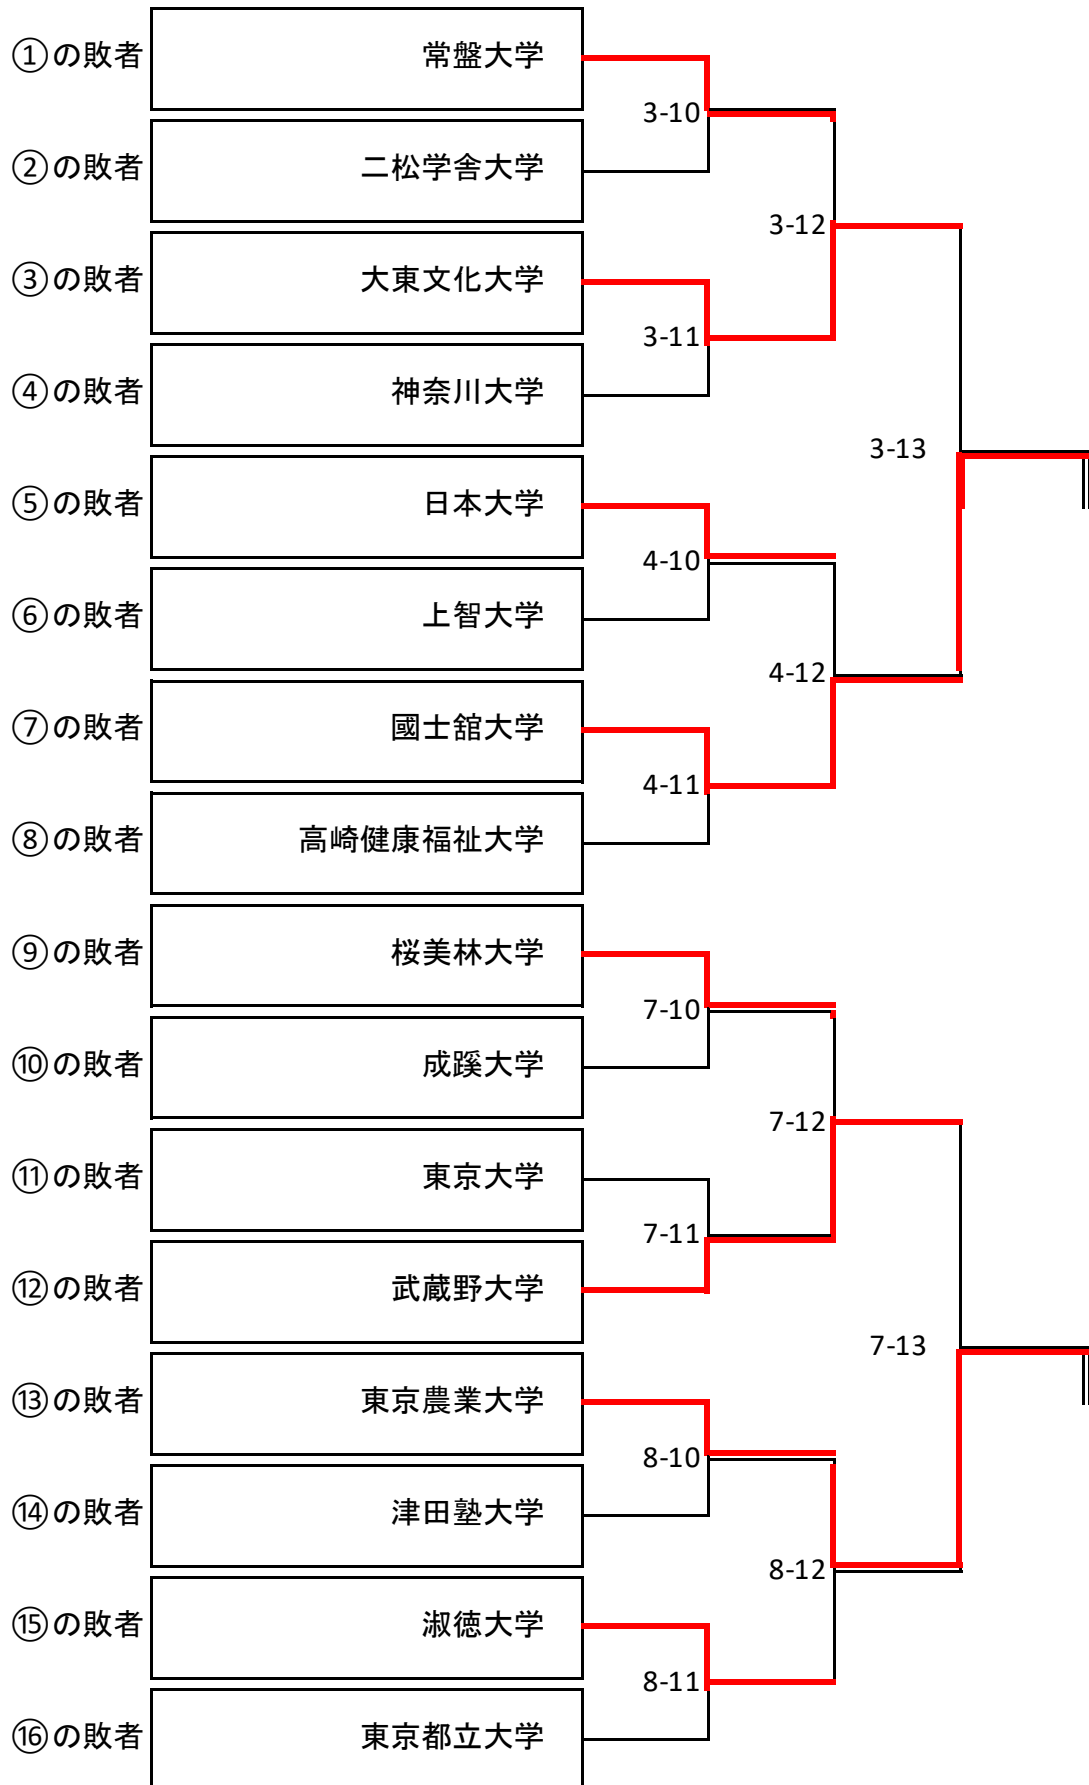 ①の敗者 常盤大学
3-10
②の敗者 二松学舎大学
3-12
③の敗者 大東文化大学
3-11
④の敗者 神奈川大学
3-13
⑤の敗者 日本大学
4-10
⑥の敗者 上智大学
4-12
⑦の敗者 國士舘大学
4-11
⑧の敗者 高崎健康福祉大学
⑨の敗者 桜美林大学
7-10
⑩の敗者 成蹊大学
7-12
⑪の敗者 東京大学
7-11
⑫の敗者 武蔵野大学
7-13
⑬の敗者 東京農業大学
8-10
⑭の敗者 津田塾大学
8-12
⑮の敗者 淑徳大学
8-11
⑯の敗者 東京都立大学